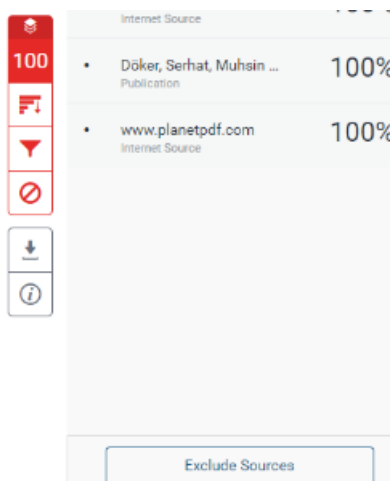 Internet Source
100
Döker, Serhat, Muhsin ...
100%
Publication
www.planetpdf.com
100%
Internet Source
Exclude Sources